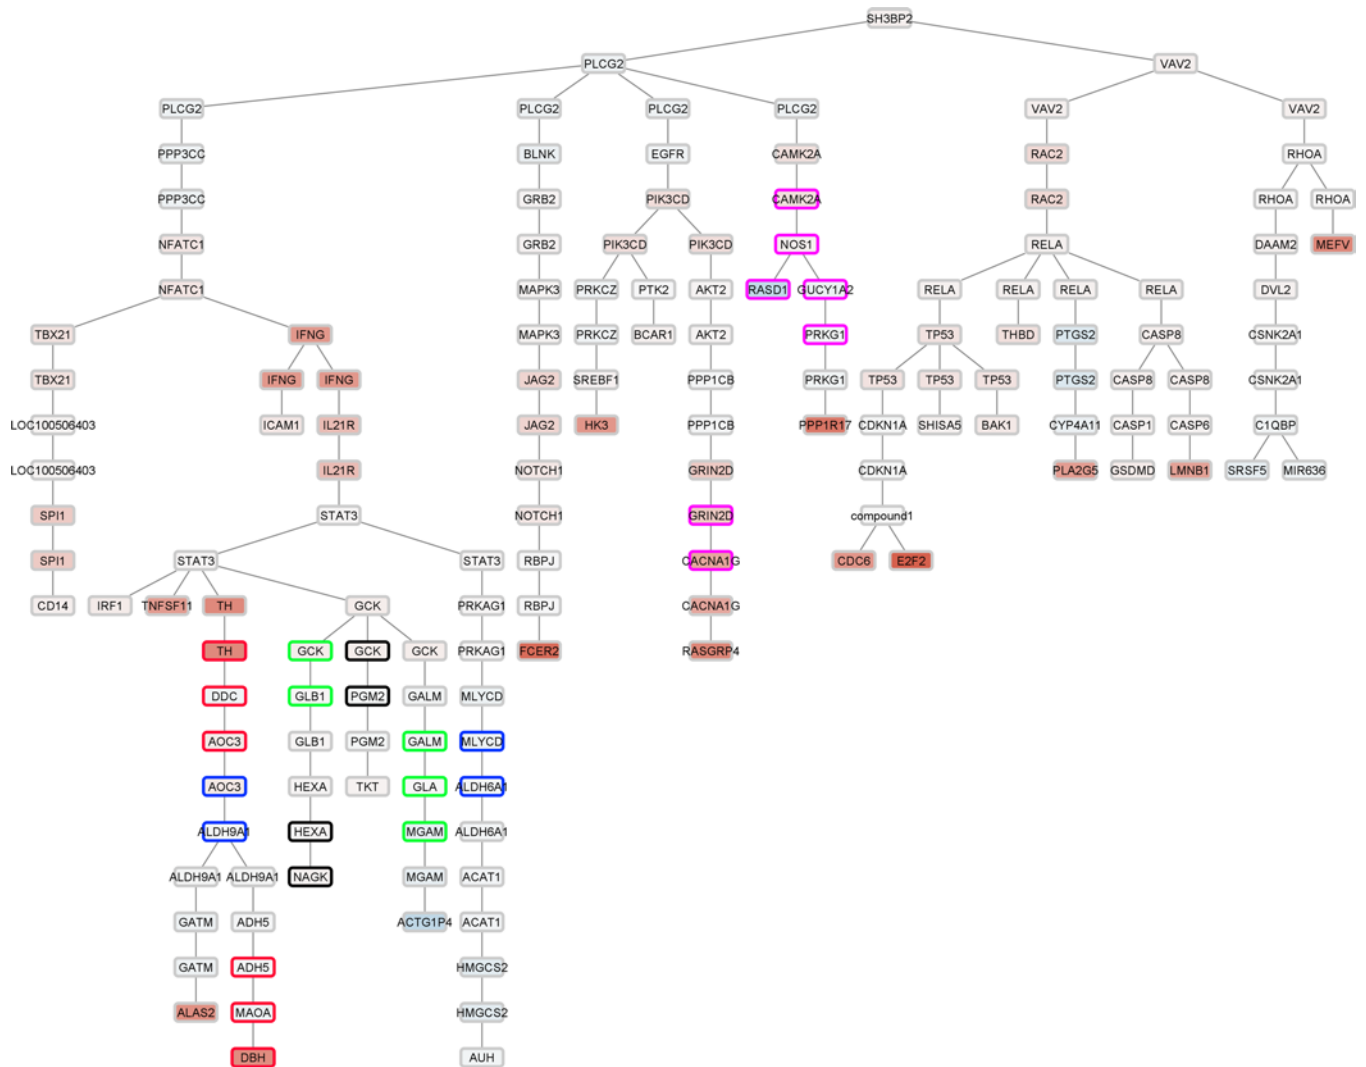 SH3BP2
PLCG2 VAV2
PLCG2 PLCG2 PLCG2 PLCG2 VAV2 VAV2
PPP3CC BLNK EGFR CAMK2A RAC2 RHOA
PPP3CC GRB2 PIK3CD CAMK2A RAC2 RHOA RHOA
NFATC1 GRB2 PIK3CD PIK3CD NOS1 RELA DAAM2 MEFV
NFATC1 MAPK3 PRKCZ PTK2 AKT2 RASD1 GUCY1A2 RELA RELA RELA RELA DVL2
TBX21 IFNG MAPK3 PRKCZ BCAR1 AKT2 PRKG1 TP53 THBD PTGS2 CASP8 CSNK2A1
TBX21 IFNG IFNG JAG2 SREBF1 PPP1CB PRKG1 TP53 TP53 TP53 PTGS2 CASP8 CASP8 CSNK2A1
LOC100506403 ICAM1 IL21R JAG2 HK3 PPP1CB PPP1R17 CDKN1A SHISA5 BAK1 CYP4A11 CASP1 CASP6 C1QBP
LOC100506403 IL21R NOTCH1 GRIN2D CDKN1A PLA2G5 GSDMD LMNB1 SRSF5 MIR636
SPI1 STAT3 NOTCH1 GRIN2D compound1
SPI1 STAT3 STAT3 RBPJ CACNA1G CDC6 E2F2
CD14 IRF1 TNFSF11 TH GCK PRKAG1 RBPJ CACNA1G
TH GCK GCK GCK PRKAG1 FCER2 RASGRP4
DDC GLB1 PGM2 GALM MLYCD
AOC3 GLB1 PGM2 GALM MLYCD
AOC3 HEXA TKT GLA ALDH6A1
ALDH9A1 HEXA MGAM ALDH6A1
ALDH9A1 ALDH9A1 NAGK MGAM ACAT1
GATM ADH5 ACTG1P4 ACAT1
GATM ADH5 HMGCS2
ALAS2 MAOA HMGCS2
DBH AUH